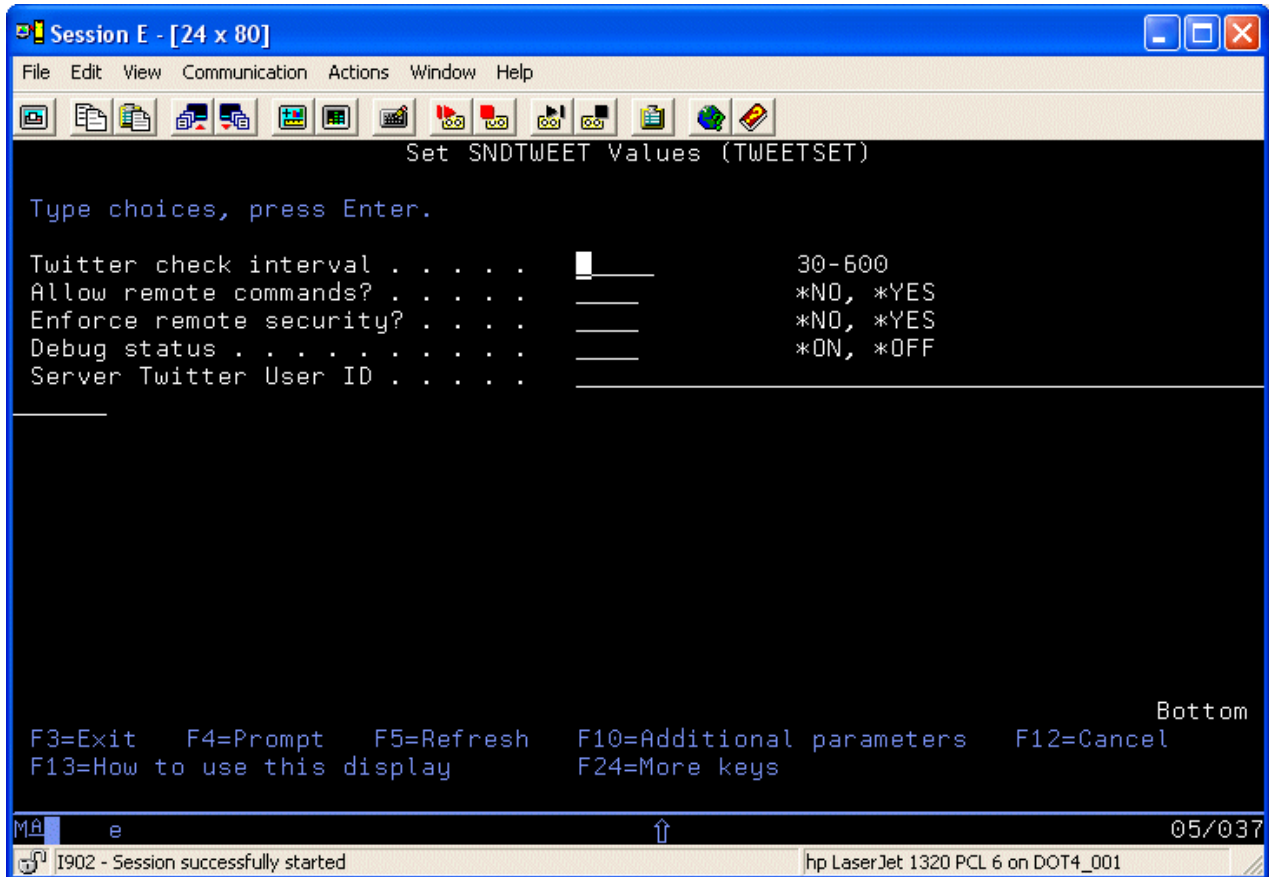 Session E - [24 x 80]
File Edit View Communication Actions Window Help
Set SNDTWEET Values (TWEETSET)
Type choices, press Enter.
Twitter check interval . . . . . 30-600
Allow remote commands? . . . . . *NO, *YES
Enforce remote security? . . . . *NO, *YES
Debug status . . . . . . . . . . *ON, *OFF
Server Twitter User ID . . . . .
Bottom
F3=Exit F4=Prompt F5=Refresh F10=Additional parameters F12=Cancel
F13=How to use this display F24=More keys
MA e 05/037
I902 - Session successfully started hp LaserJet 1320 PCL 6 on DOT4_001